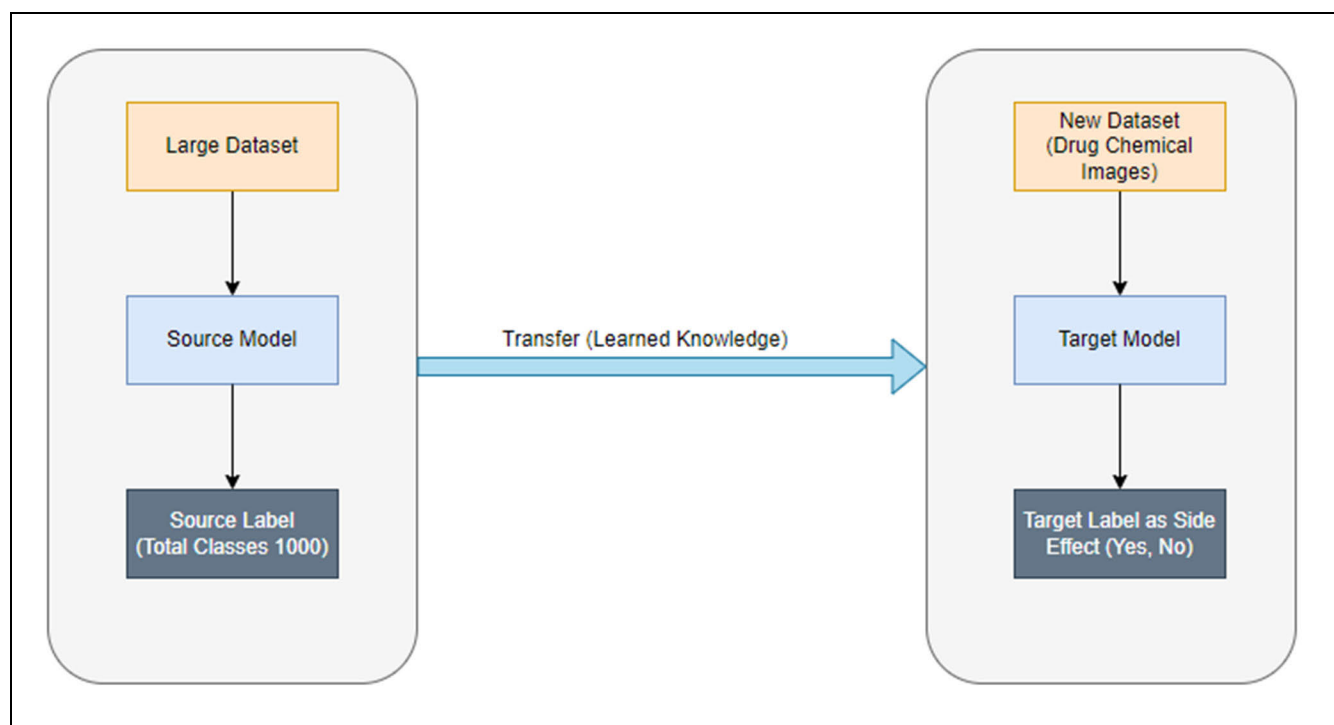 Large Dataset
Source Model
Source Label
(Total Classes 1000)
Transfer (Learned Knowledge)
New Dataset
(Drug Chemical
Images)
Target Model
Target Label as Side
Effect (Yes, No)